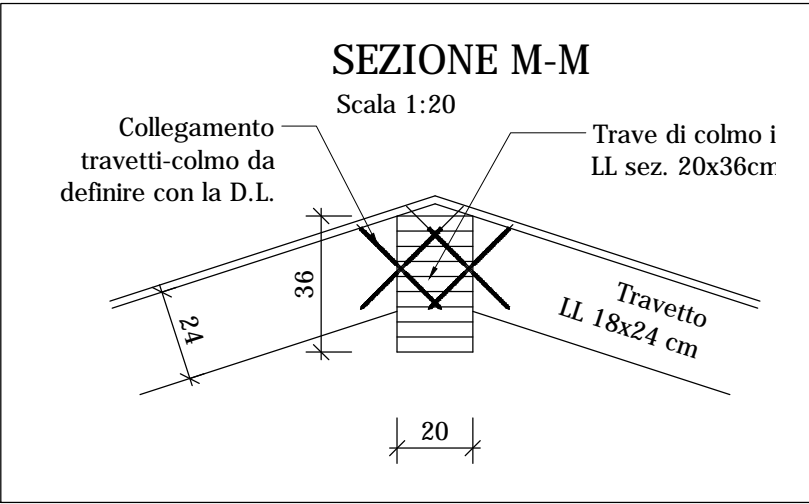 SEZIONE M-M
Scala 1:20
Collegamento
travetti-colmo da
definire con la D.L.
Trave di colmo i
LL sez. 20x36cm
36
24
Travetto
LL 18x24 cm
20